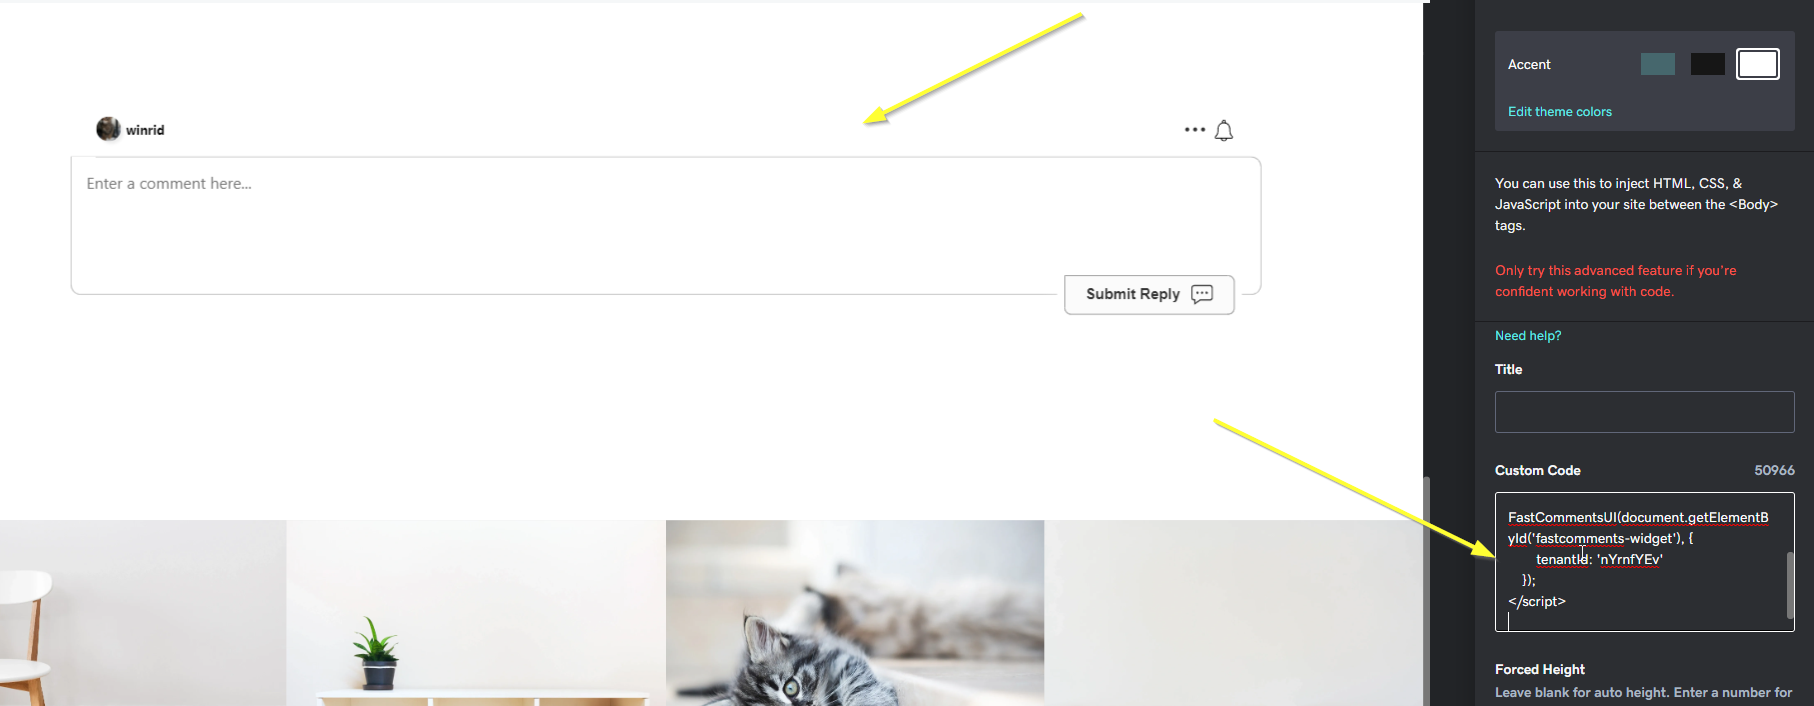 winrid
Enter a comment here...
Submit Reply
Accent
Edit theme colors
You can use this to inject HTML, CSS, &
JavaScript into your site between the <Body>
tags.
Only try this advanced feature if you're
confident working with code.
Need help?
Title
Custom Code 50966
FastCommentsUI(document.getElementB
yId('fastcomments-widget'), {
tenantId: 'nYrnfYEv'
});
</script>
Forced Height
Leave blank for auto height. Enter a number for